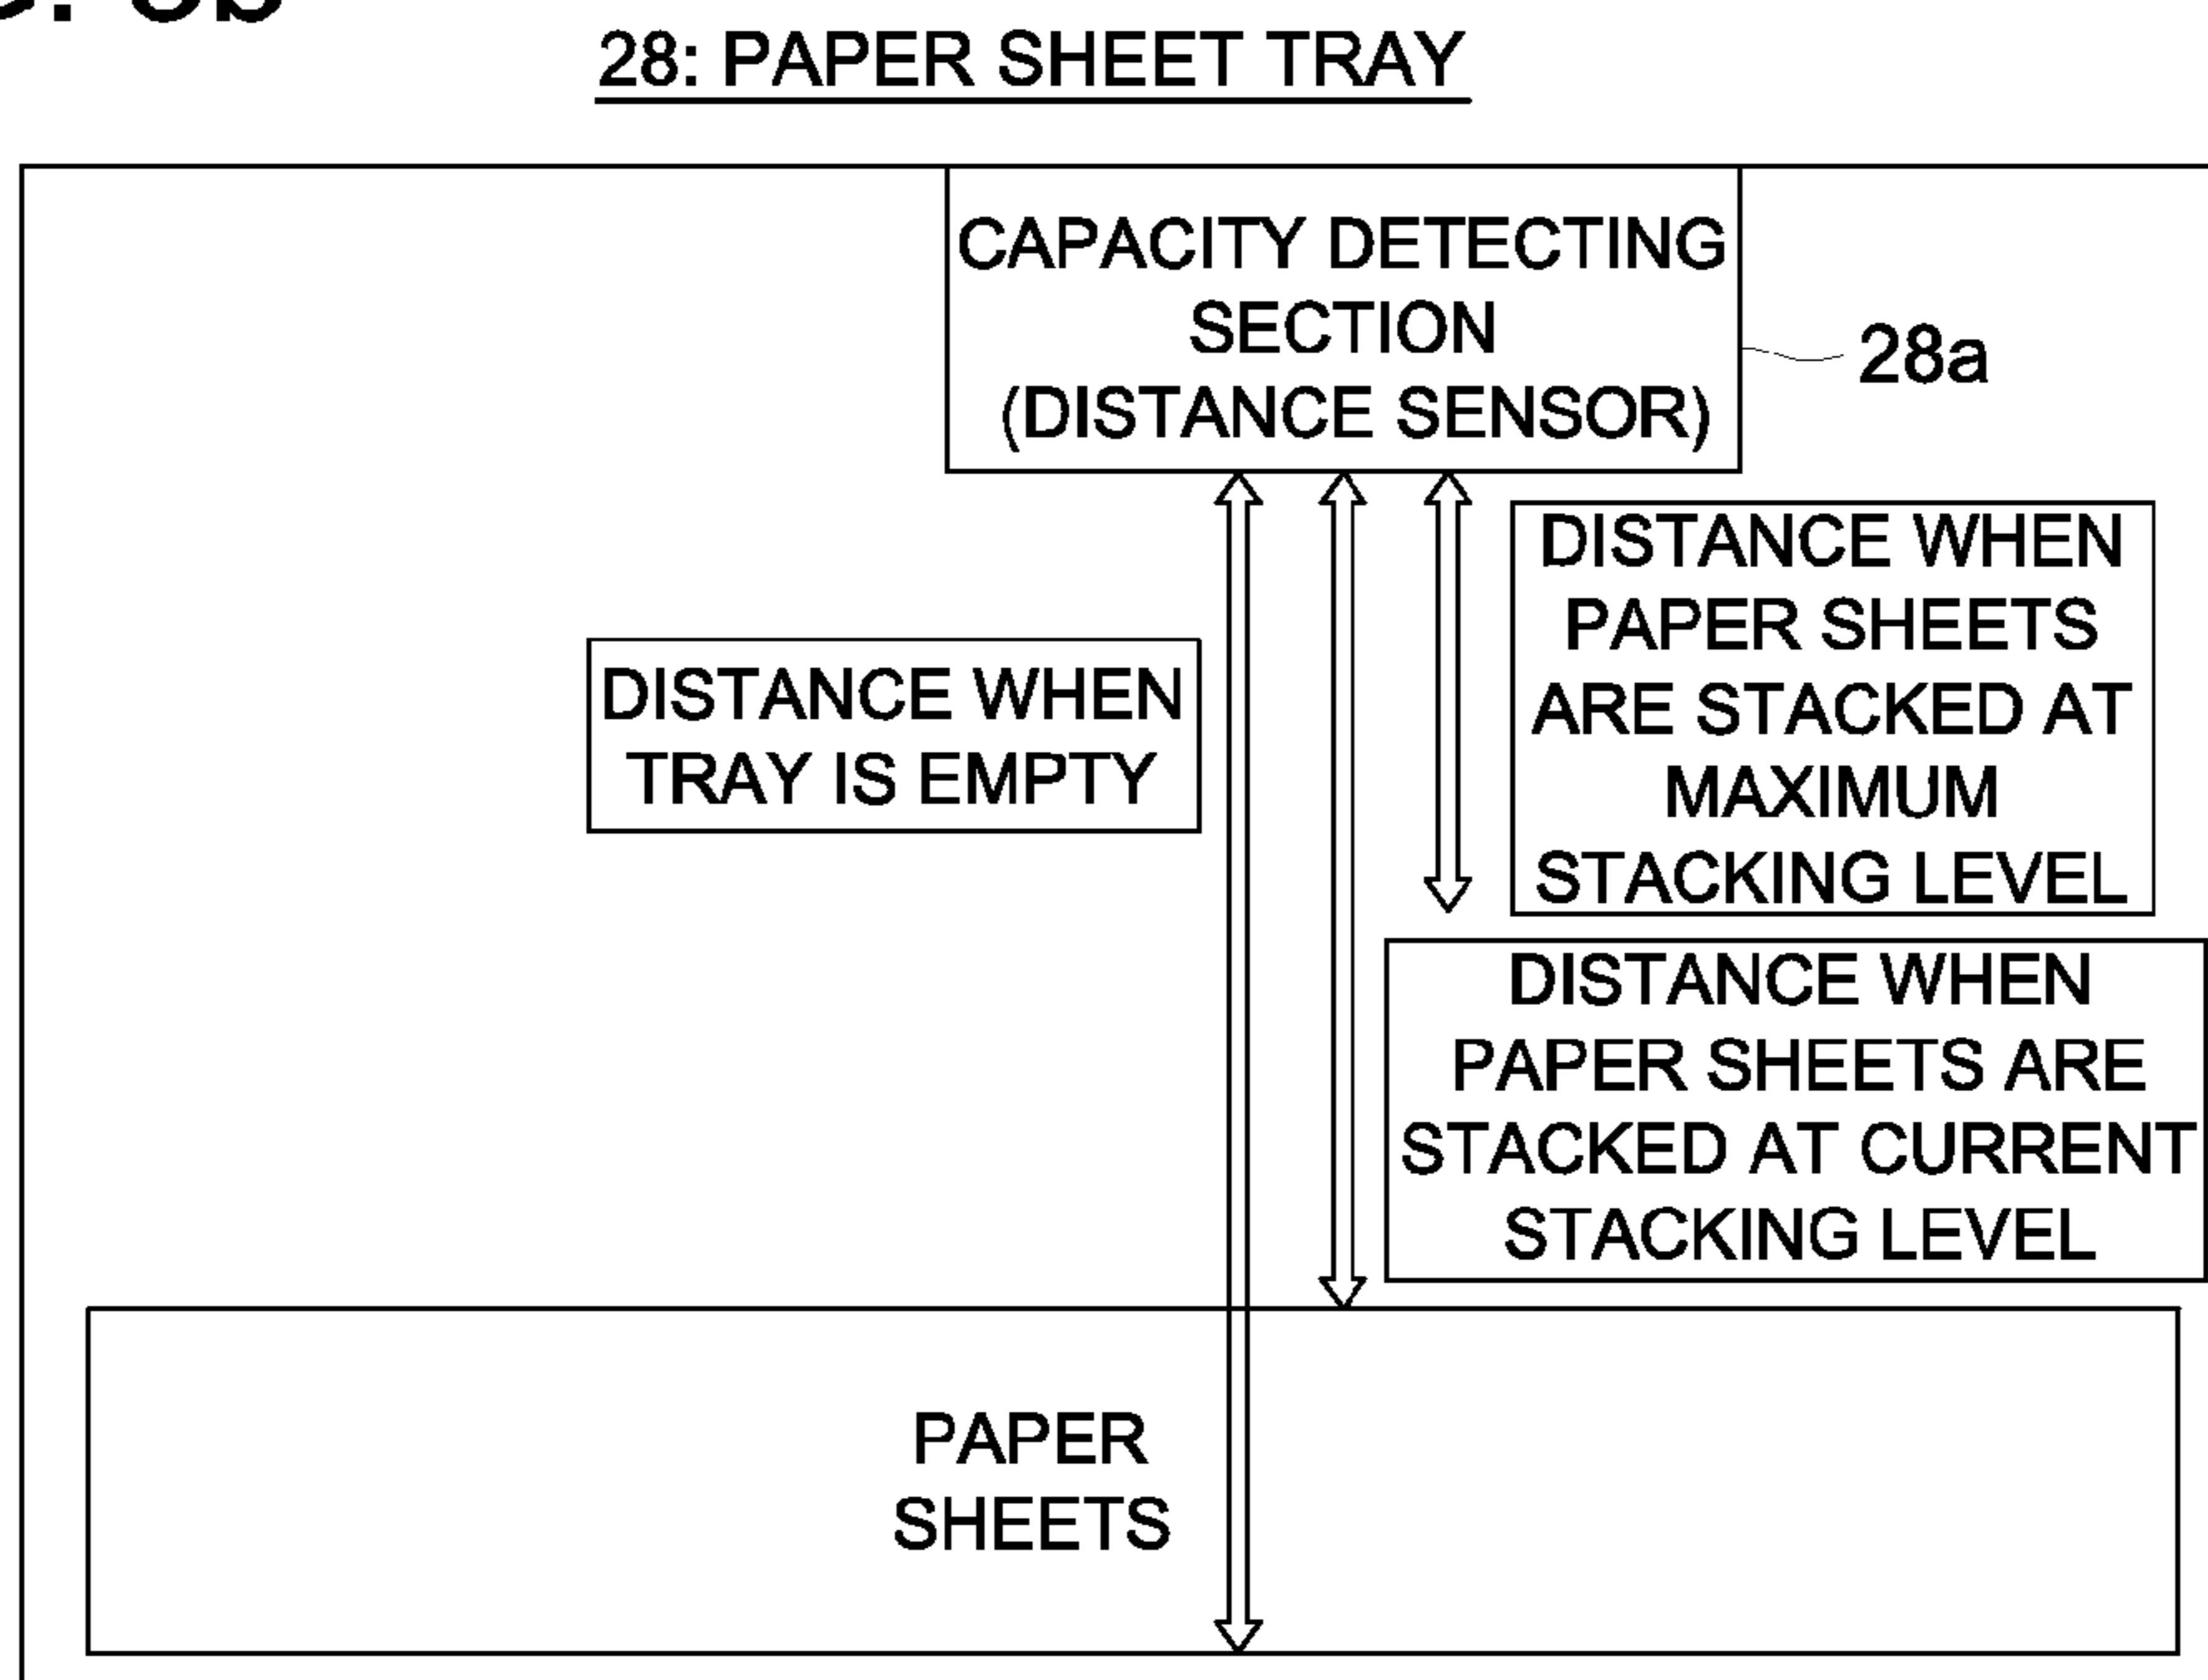 28: PAPER SHEET TRAY
CAPACITY DETECTING
SECTION
(DISTANCE SENSOR)
28a
DISTANCE WHEN
PAPER SHEETS
ARE STACKED AT
MAXIMUM
STACKING LEVEL
DISTANCE WHEN
TRAY IS EMPTY
DISTANCE WHEN
PAPER SHEETS ARE
STACKED AT CURRENT
STACKING LEVEL
PAPER
SHEETS